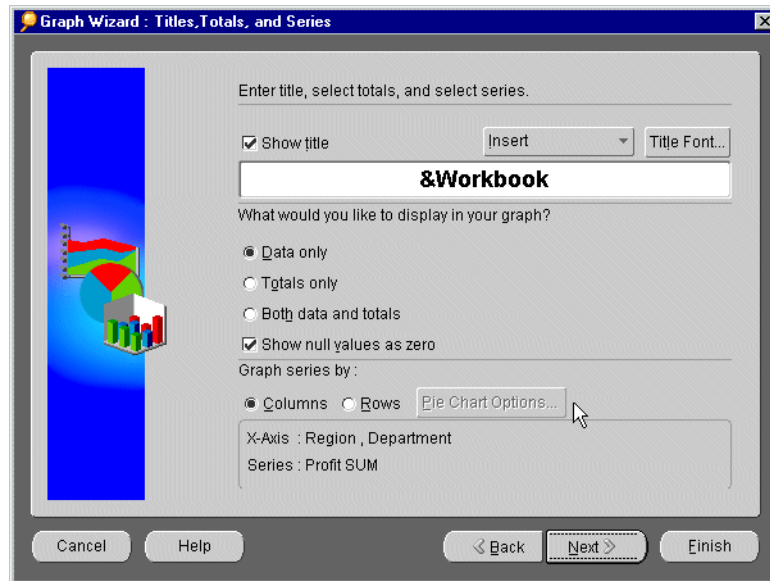 Graph Wizard : Titles,Totals, and Series
Enter title, select totals, and select series.
Show title Insert Title Font...
&Workbook
What would you like to display in your graph?
Data only
Totals only
Both data and totals
Show null values as zero
Graph series by :
Columns Rows Pie Chart Options...
X-Axis : Region , Department
Series : Profit SUM
Cancel Help Back Next Finish